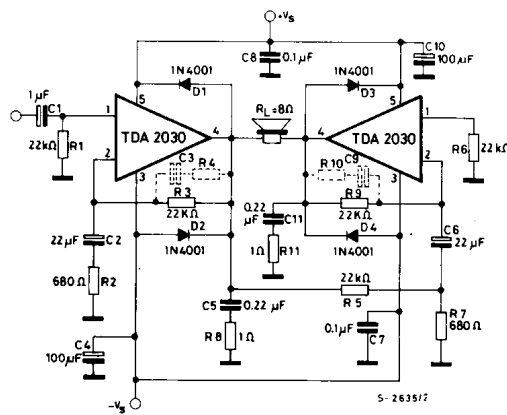 +Vs
C10
100μF
C8
0.1μF
1N4001
D1
1N4001
D3
1μF
C1
1
5
TDA 2030
4
RL=8Ω
4
TDA 2030
5
1
22kΩ
R1
2
3
C3
R4
R10
C9
3
2
R6
22kΩ
R3
22KΩ
R9
22KΩ
22μF
C2
D2
1N4001
0.22
μF
C11
1Ω
R11
D4
1N4001
C6
22μF
680Ω
R2
C5
0.22μF
22kΩ
R5
R8
1Ω
0.1μF
C7
R7
680Ω
C4
100μF
-Vs
S-2635/2